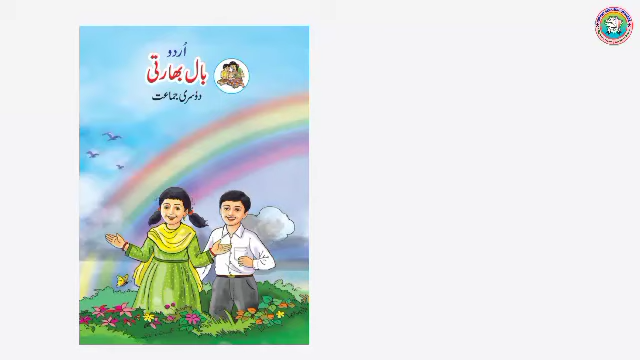 اُردو
بال بھارتی
دوسری جماعت